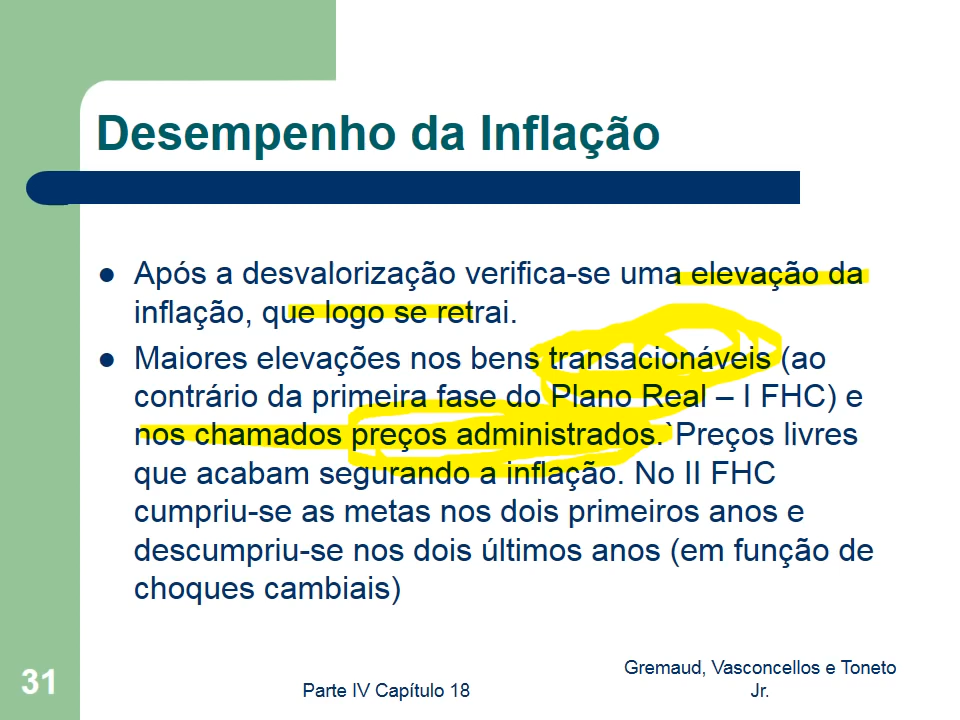 Desempenho da Inflação
Após a desvalorização verifica-se uma elevação da
inflação, que logo se retrai.
Maiores elevações nos bens transacionáveis (ao
contrário da primeira fase do Plano Real – I FHC) e
nos chamados preços administrados.`Preços livres
que acabam segurando a inflação. No II FHC
cumpriu-se as metas nos dois primeiros anos e
descumpriu-se nos dois últimos anos (em função de
choques cambiais)
31
Parte IV Capítulo 18
Gremaud, Vasconcellos e Toneto
Jr.